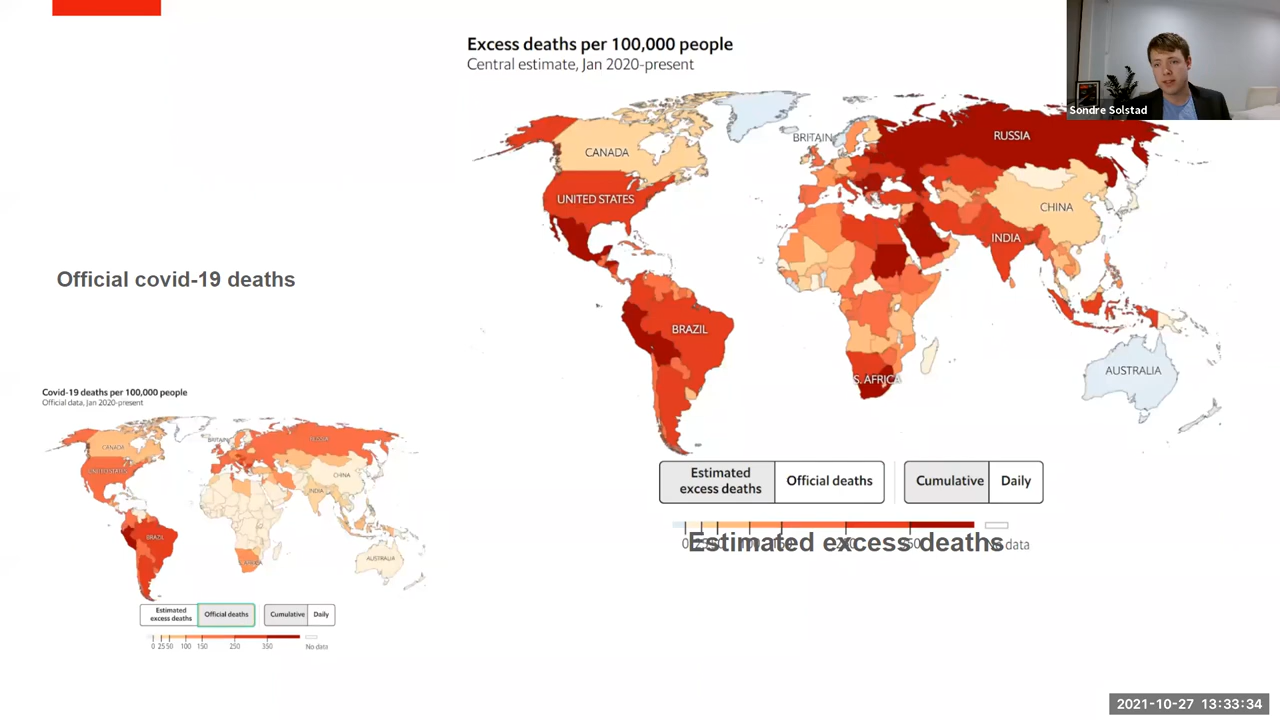 Excess deaths per 100,000 people
Central estimate, Jan 2020-present
Sondre Solstad
RUSSIA
BRITAIN
CANADA
UNITED STATES
CHINA
INDIA
BRAZIL
S. AFRICA
AUSTRALIA
Estimated
excess deaths
Official deaths
Cumulative
Daily
Estimated excess deaths
data
Official covid-19 deaths
Covid-19 deaths per 100,000 people
Official data, Jan 2020-present
BRITAIN
RUSSIA
CANADA
UNITED STATES
CHINA
INDIA
BRAZIL
S. AFRICA
AUSTRALIA
Estimated
excess deaths
Official deaths
Cumulative
Daily
0 25 50 100 150 250 350 No data
2021-10-27 13:33:34